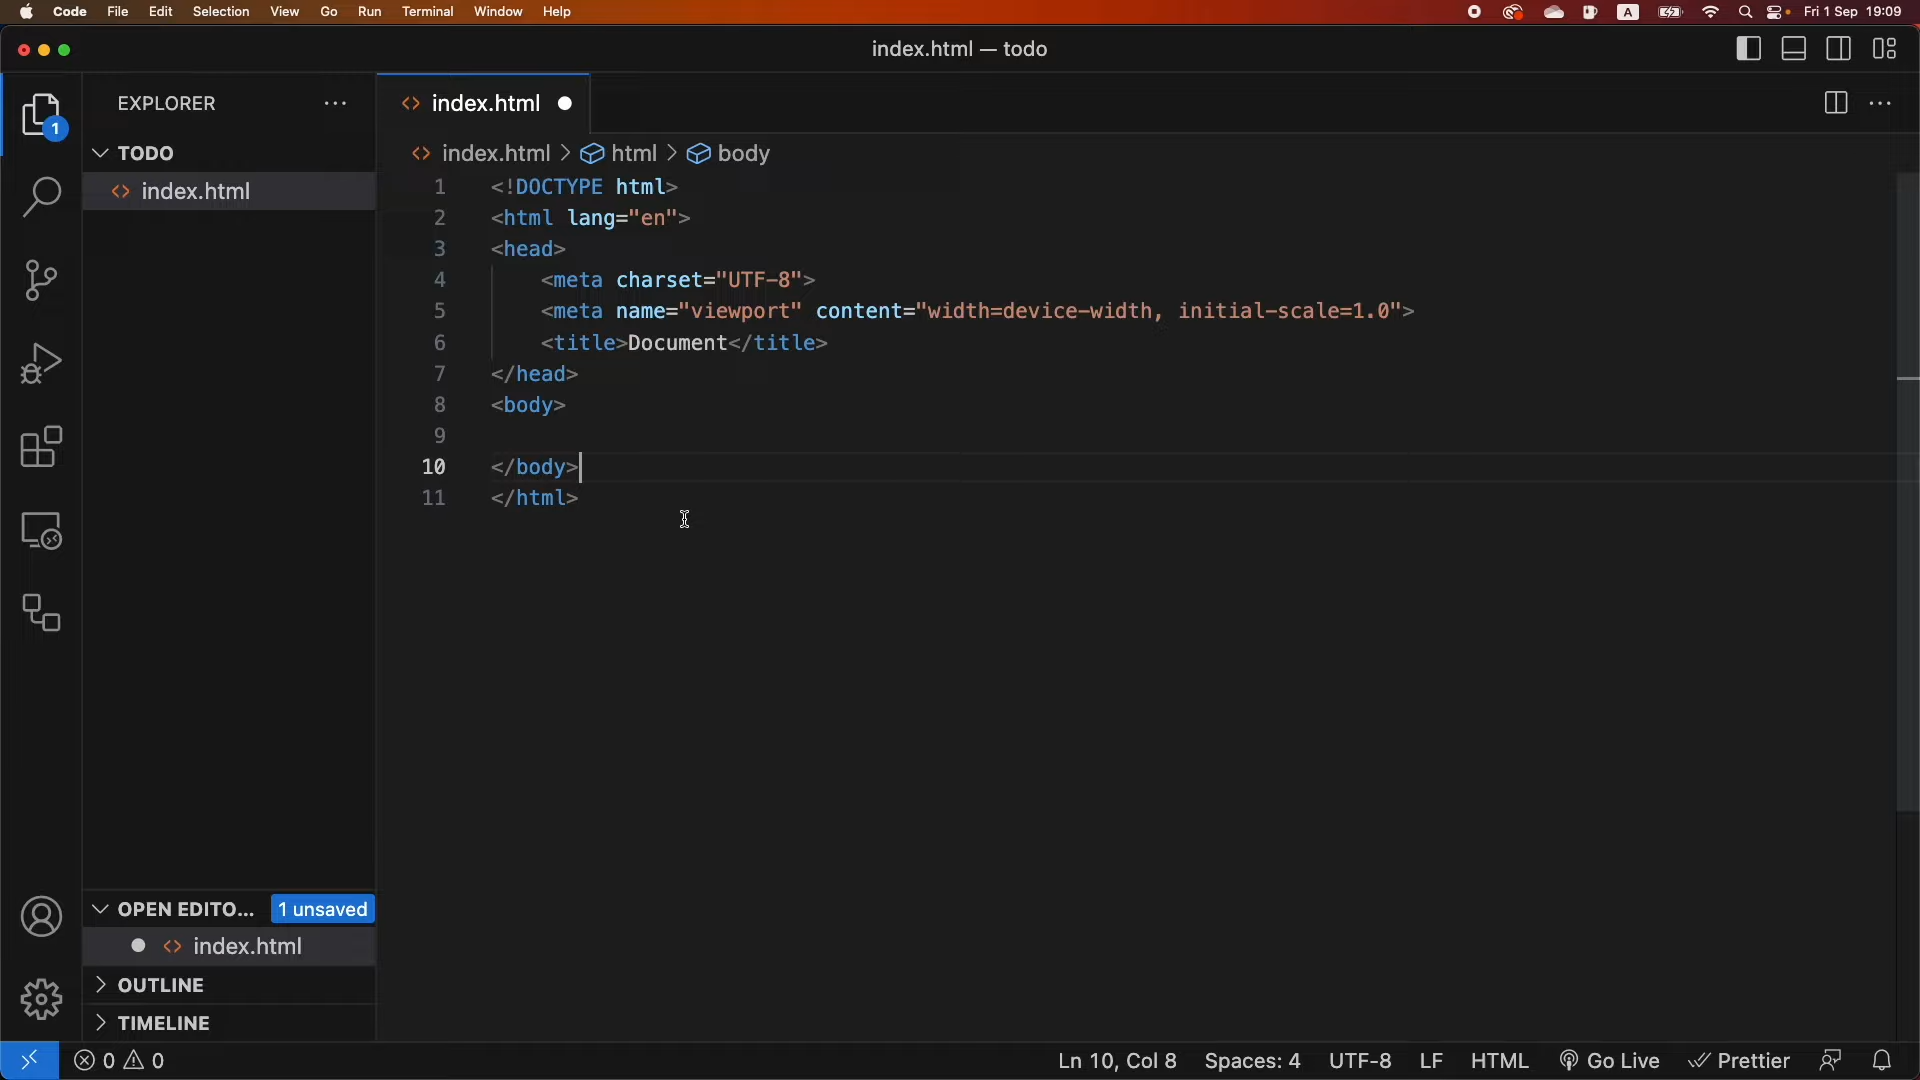 Code File Edit Selection View Go Run Terminal Window Help
A
Fri 1 Sep 19:09
index.html — todo
EXPLORER
1
TODO
index.html
index.html
index.html > html > body
1 <!DOCTYPE html>
2 <html lang="en">
3 <head>
4 <meta charset="UTF-8">
5 <meta name="viewport" content="width=device-width, initial-scale=1.0">
6 <title>Document</title>
7 </head>
8 <body>
9
10 </body>
11 </html>
OPEN EDITO... 1 unsaved
index.html
OUTLINE
TIMELINE
0 0 Ln 10, Col 8 Spaces: 4 UTF-8 LF HTML Go Live Prettier